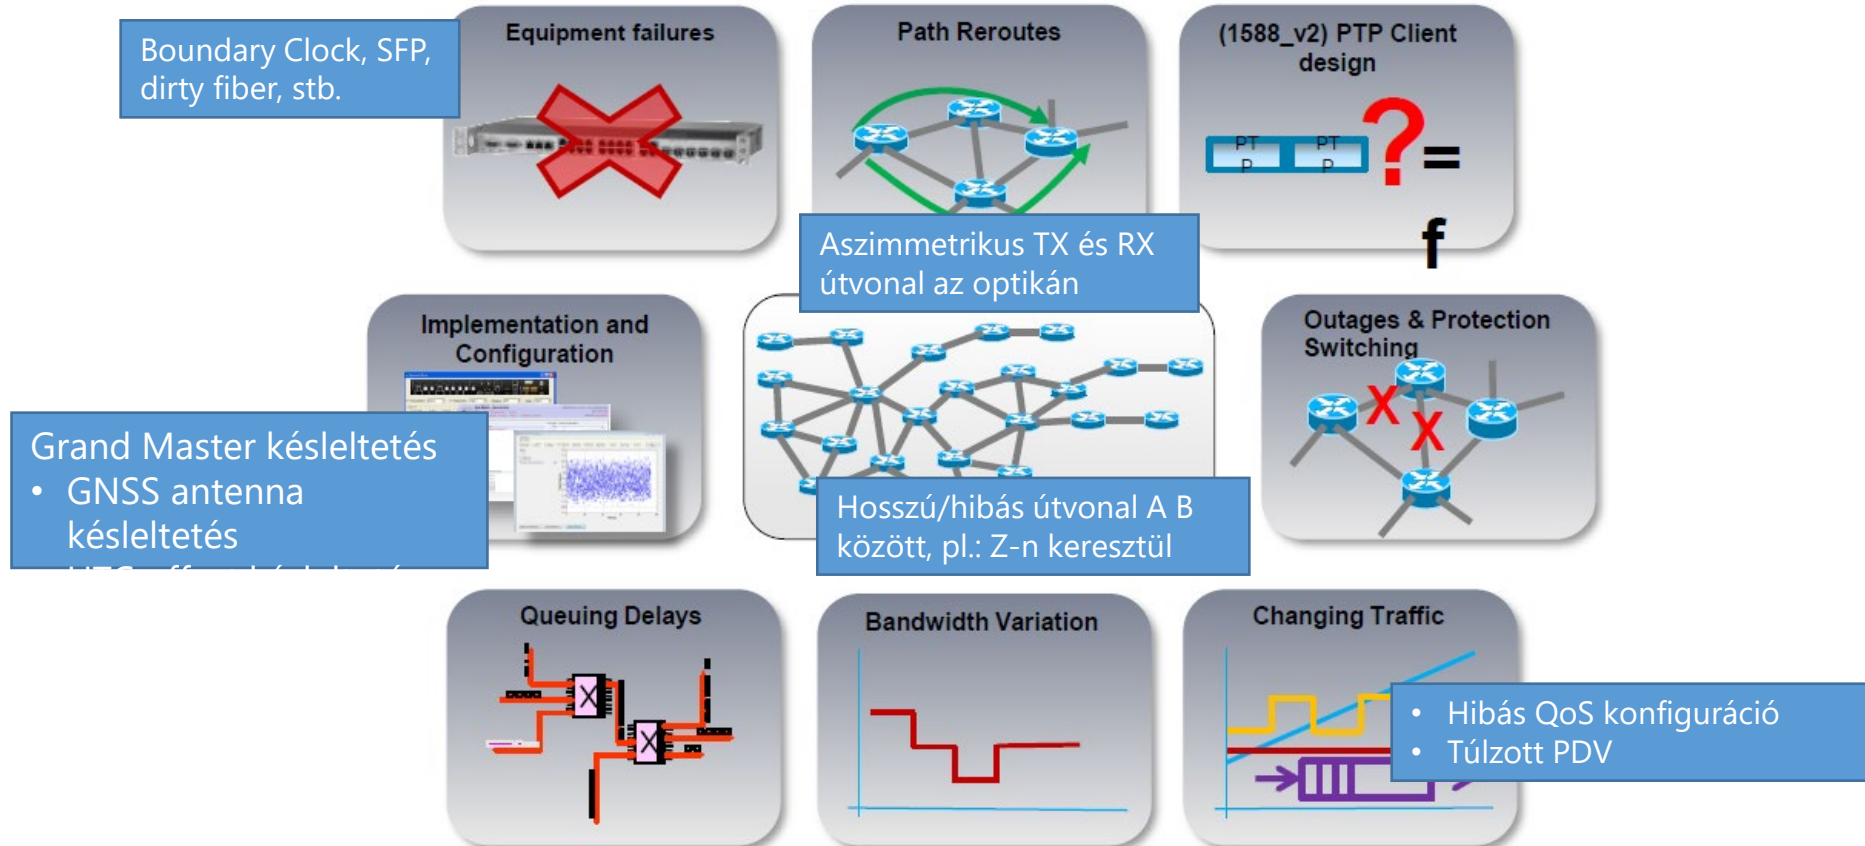 Boundary Clock, SFP,
dirty fiber, stb.
Equipment failures
Path Reroutes
(1588_v2) PTP Client
design
PT
P
PT
P
?
=
f
Aszimmetrikus TX és RX
útvonal az optikán
Implementation and
Configuration
Grand Master késleltetés
• GNSS antenna
késleltetés
Hosszú/hibás útvonal A B
között, pl.: Z-n keresztül
Outages & Protection
Switching
X
X
Queuing Delays
X
X
Bandwidth Variation
Changing Traffic
• Hibás QoS konfiguráció
• Túlzott PDV